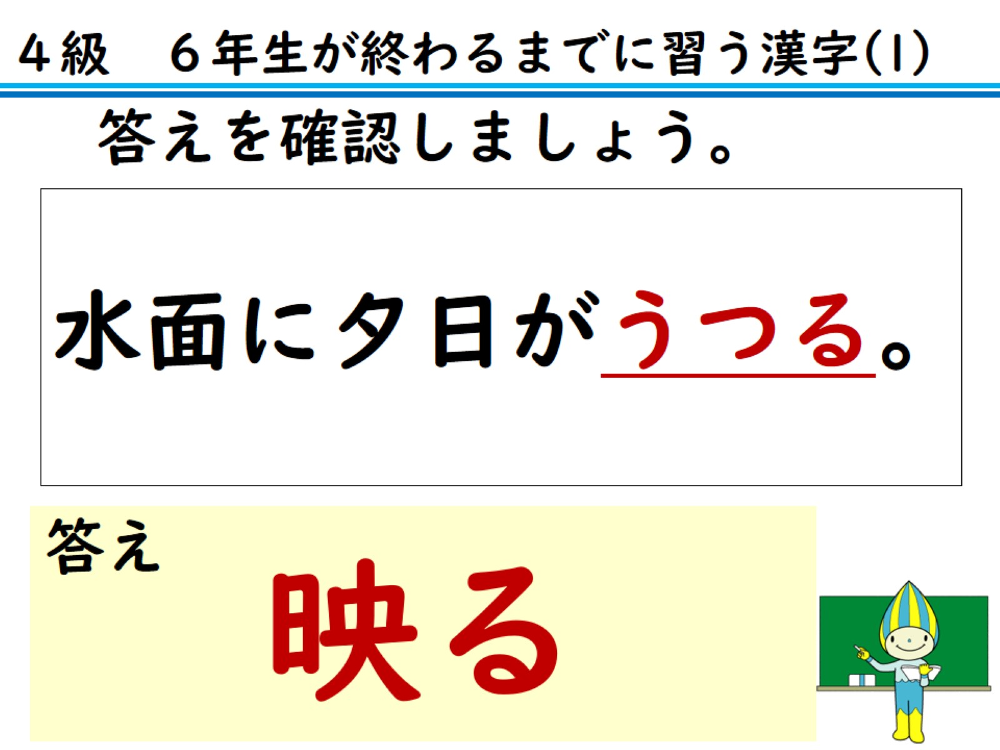 ４級　６年生が終わるまでに習う漢字(1)
答えを確認しましょう。
水面に夕日がうつる。
答え
映る